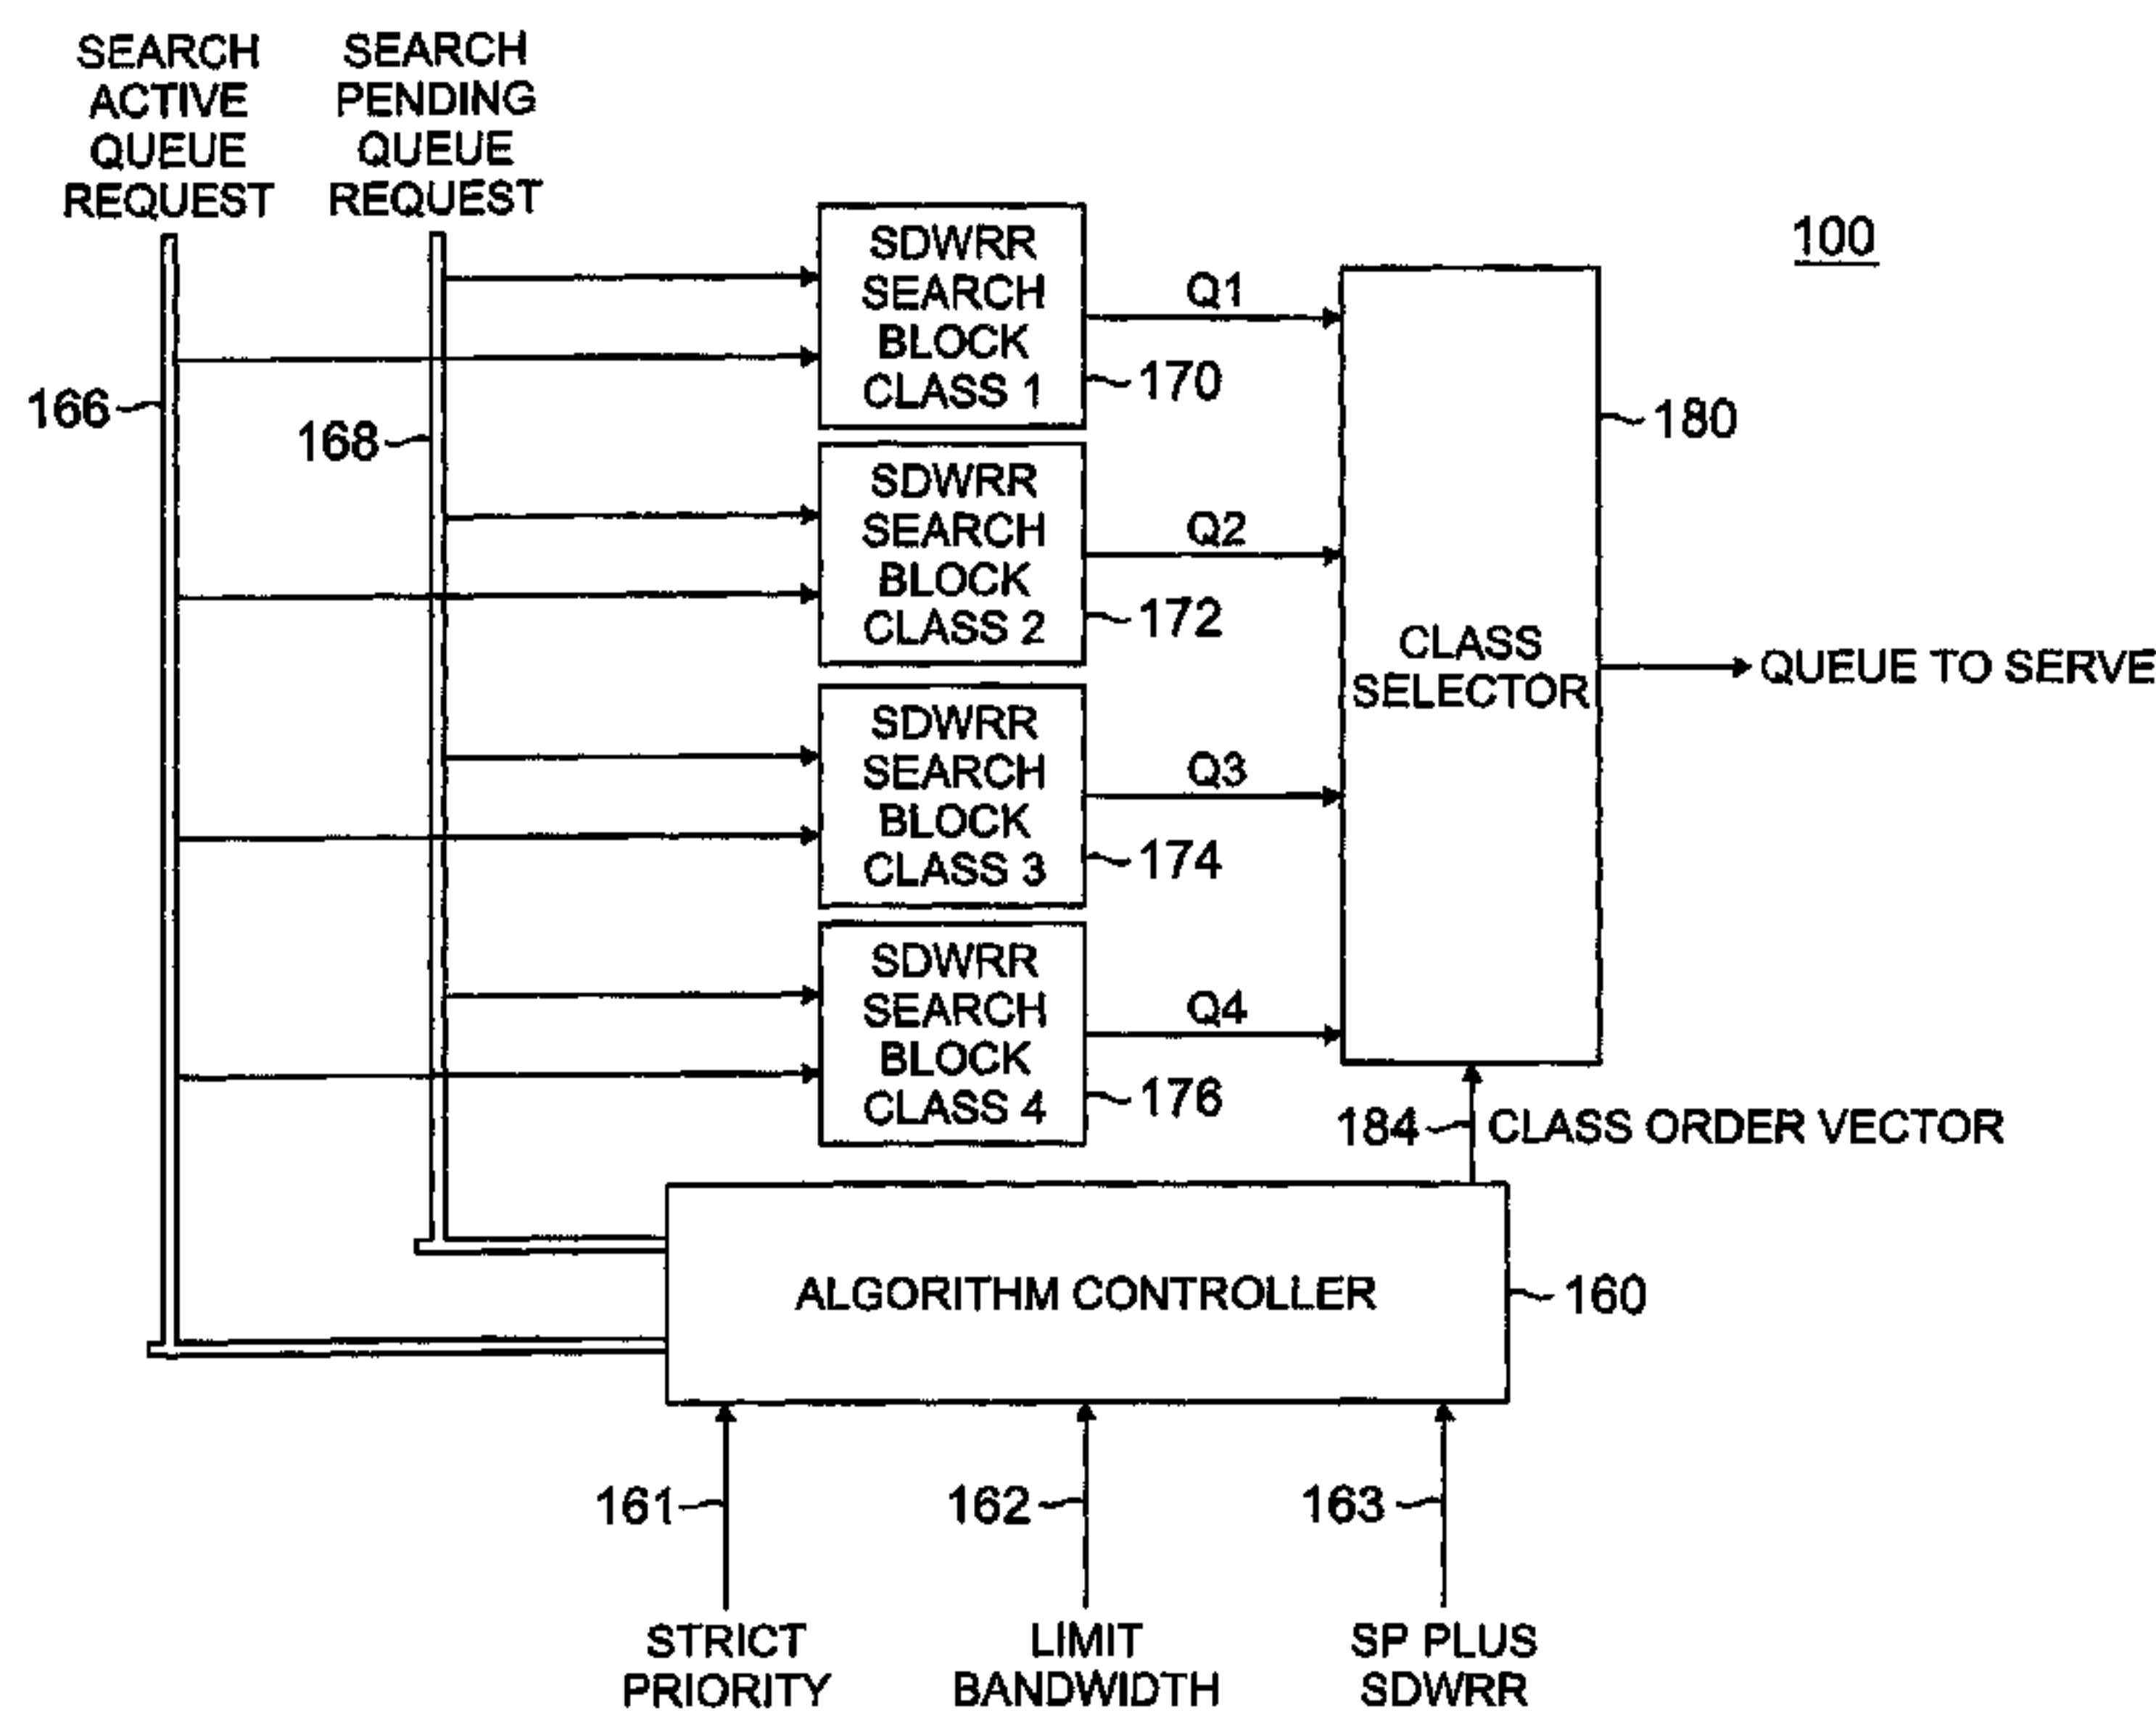 SEARCH
ACTIVE
QUEUE
REQUEST
SEARCH
PENDING
QUEUE
REQUEST
100
166
168
SDWRR
SEARCH
BLOCK
CLASS 1
Q1
170
SDWRR
SEARCH
BLOCK
CLASS 2
Q2
172
SDWRR
SEARCH
BLOCK
CLASS 3
Q3
174
SDWRR
SEARCH
BLOCK
CLASS 4
Q4
176
CLASS
SELECTOR
180
QUEUE TO SERVE
184
CLASS ORDER VECTOR
ALGORITHM CONTROLLER
160
161
162
163
STRICT
PRIORITY
LIMIT
BANDWIDTH
SP PLUS
SDWRR